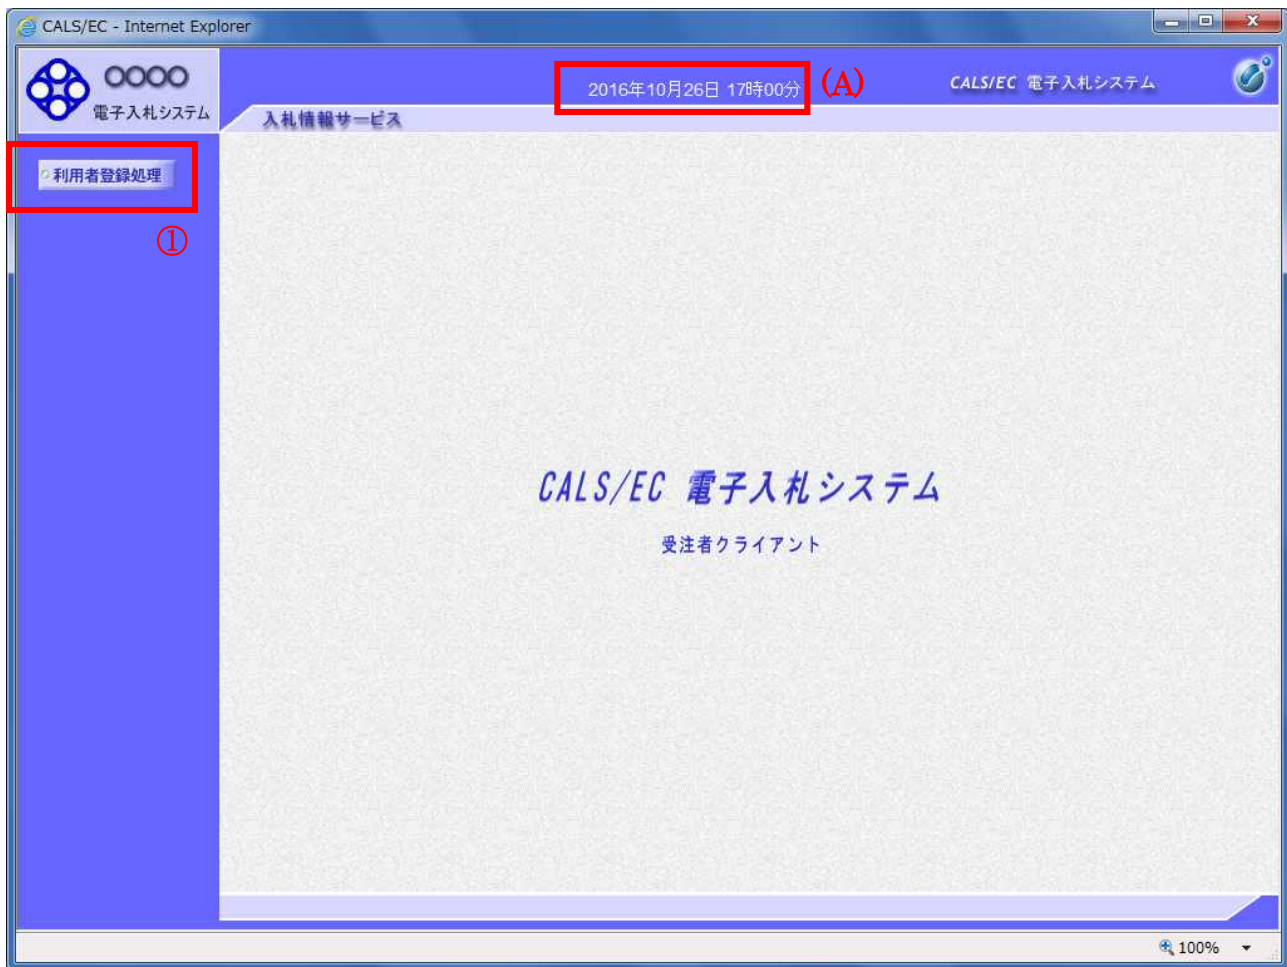 CALS/EC - Internet Explorer
○○○○
電子入札システム
2016年10月26日 17時00分
(A)
CALS/EC 電子入札システム
入札情報サービス
利用者登録処理
①
CALS/EC 電子入札システム
受注者クライアント
100%